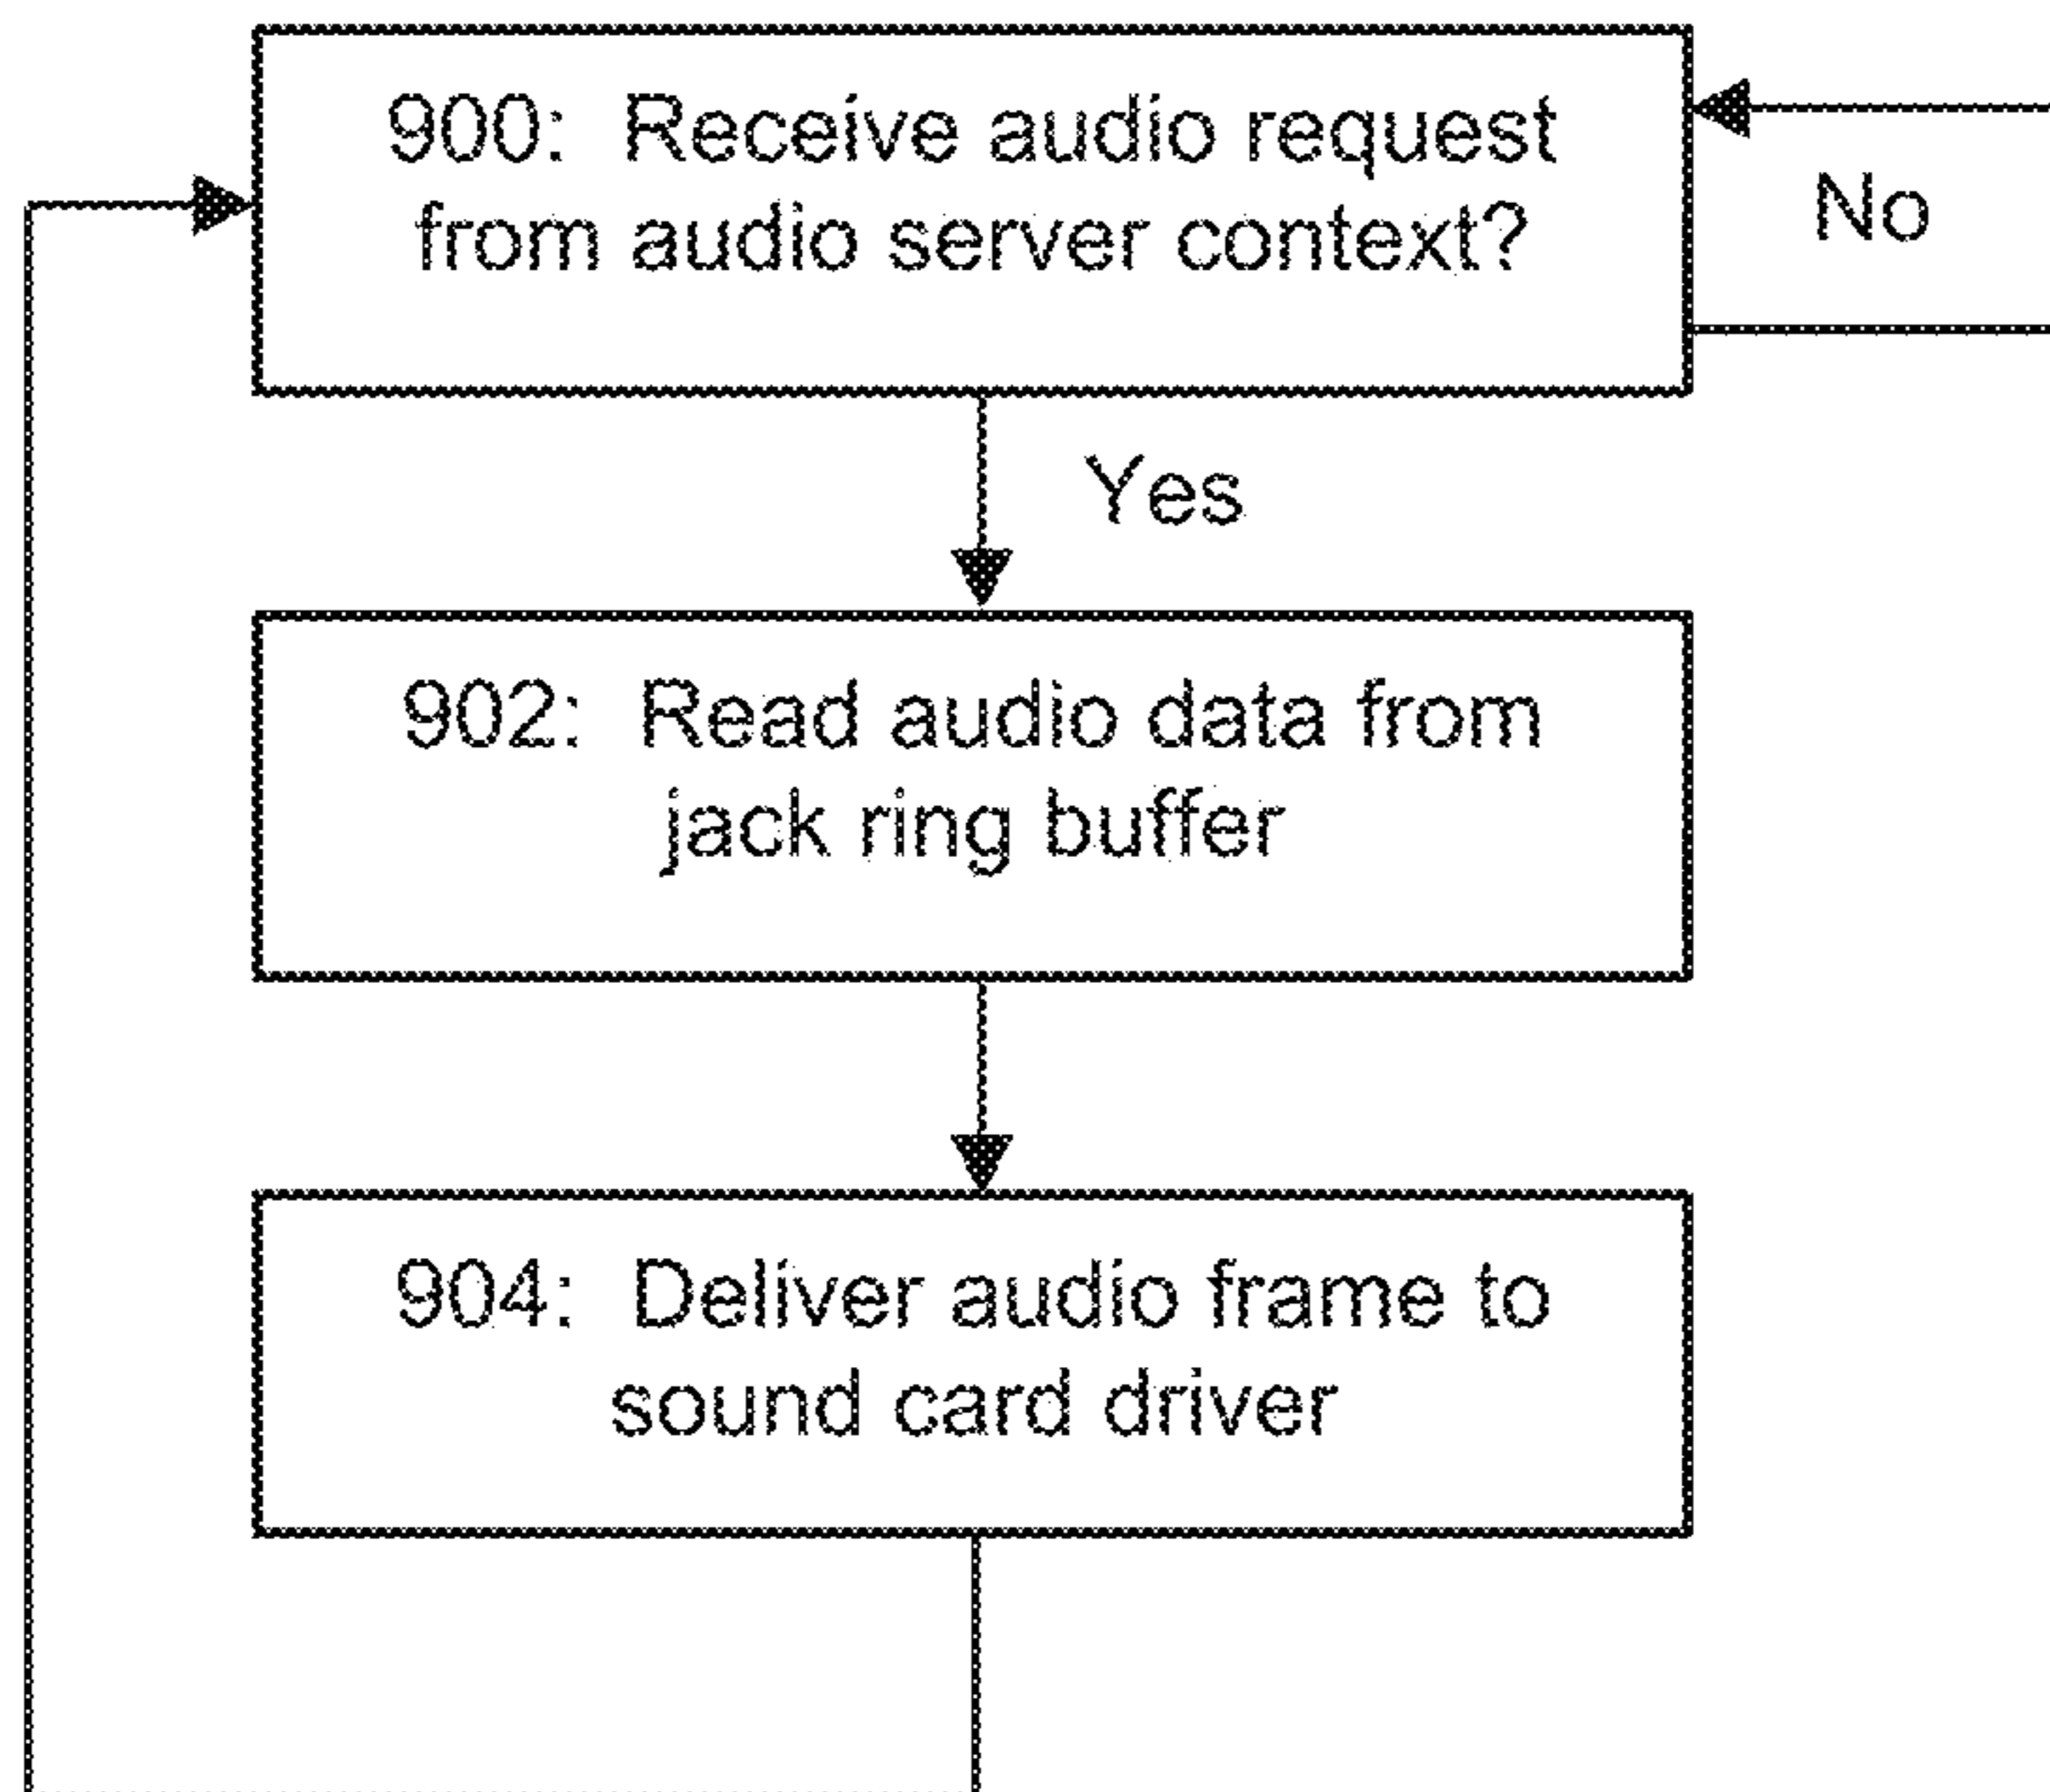 900:  Receive audio request
from audio server context?
No
Yes
902:  Read audio data from
jack ring buffer
904:  Deliver audio frame to
sound card driver